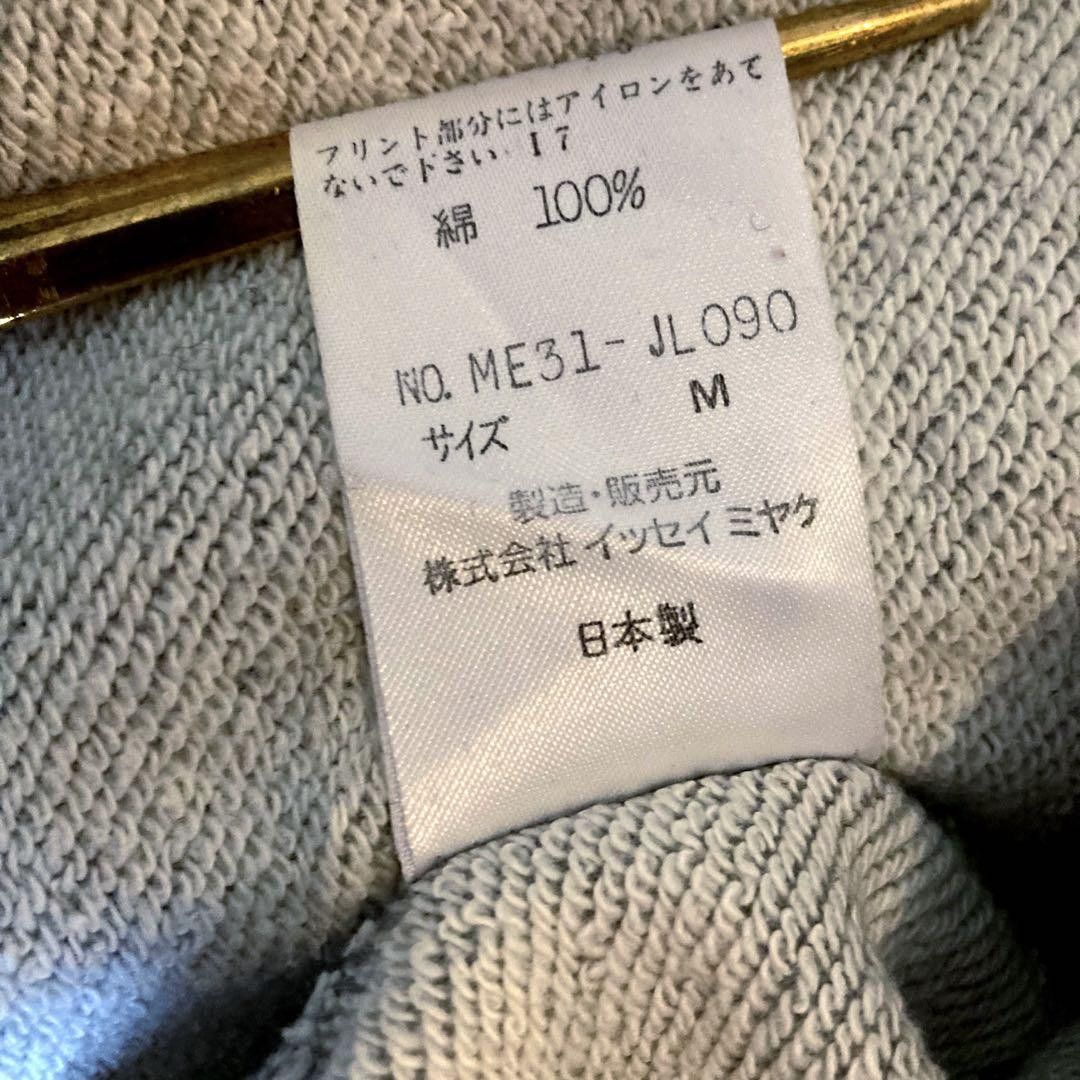 プリント部分にはアイロンをあて
ないで下さい 17
綿 100%
NO. ME31-JL090
サイズ M
製造・販売元
株式会社 イッセイ ミヤケ
日本製